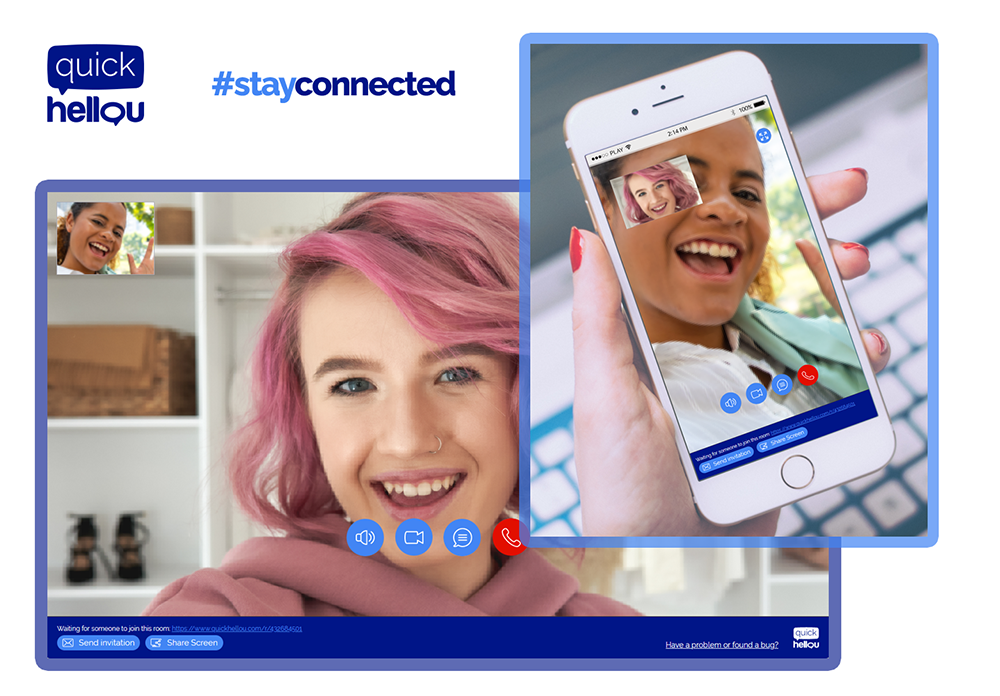 quick
hellou
#stayconnected
PLAY
2:14 PM
100%
Waiting for someone to join this room:
Send invitation
Share Screen
Waiting for someone to join this room: https://www.quickhellou.com/r/432684501
Send invitation
Share Screen
Have a problem or found a bug?
quick
hellou